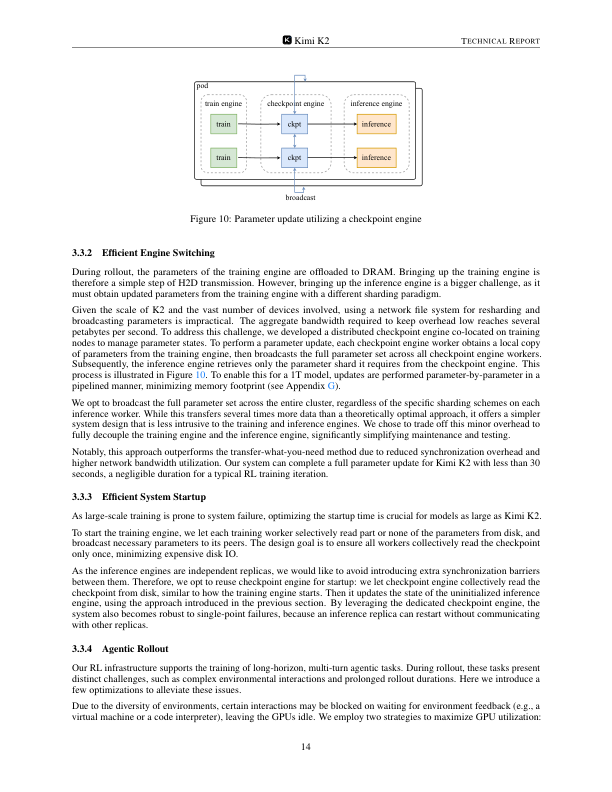 K Kimi K2
TECHNICAL REPORT
pod
train engine
checkpoint engine
inference engine
train
ckpt
inference
train
ckpt
inference
broadcast
Figure 10: Parameter update utilizing a checkpoint engine
3.3.2 Efficient Engine Switching
During rollout, the parameters of the training engine are offloaded to DRAM. Bringing up the training engine is
therefore a simple step of H2D transmission. However, bringing up the inference engine is a bigger challenge, as it
must obtain updated parameters from the training engine with a different sharding paradigm.
Given the scale of K2 and the vast number of devices involved, using a network file system for resharding and
broadcasting parameters is impractical. The aggregate bandwidth required to keep overhead low reaches several
petabytes per second. To address this challenge, we developed a distributed checkpoint engine co-located on training
nodes to manage parameter states. To perform a parameter update, each checkpoint engine worker obtains a local copy
of parameters from the training engine, then broadcasts the full parameter set across all checkpoint engine workers.
Subsequently, the inference engine retrieves only the parameter shard it requires from the checkpoint engine. This
process is illustrated in Figure 10. To enable this for a 1T model, updates are performed parameter-by-parameter in a
pipelined manner, minimizing memory footprint (see Appendix G).
We opt to broadcast the full parameter set across the entire cluster, regardless of the specific sharding schemes on each
inference worker. While this transfers several times more data than a theoretically optimal approach, it offers a simpler
system design that is less intrusive to the training and inference engines. We chose to trade off this minor overhead to
fully decouple the training engine and the inference engine, significantly simplifying maintenance and testing.
Notably, this approach outperforms the transfer-what-you-need method due to reduced synchronization overhead and
higher network bandwidth utilization. Our system can complete a full parameter update for Kimi K2 with less than 30
seconds, a negligible duration for a typical RL training iteration.
3.3.3 Efficient System Startup
As large-scale training is prone to system failure, optimizing the startup time is crucial for models as large as Kimi K2.
To start the training engine, we let each training worker selectively read part or none of the parameters from disk, and
broadcast necessary parameters to its peers. The design goal is to ensure all workers collectively read the checkpoint
only once, minimizing expensive disk IO.
As the inference engines are independent replicas, we would like to avoid introducing extra synchronization barriers
between them. Therefore, we opt to reuse checkpoint engine for startup: we let checkpoint engine collectively read the
checkpoint from disk, similar to how the training engine starts. Then it updates the state of the uninitialized inference
engine, using the approach introduced in the previous section. By leveraging the dedicated checkpoint engine, the
system also becomes robust to single-point failures, because an inference replica can restart without communicating
with other replicas.
3.3.4 Agentic Rollout
Our RL infrastructure supports the training of long-horizon, multi-turn agentic tasks. During rollout, these tasks present
distinct challenges, such as complex environmental interactions and prolonged rollout durations. Here we introduce a
few optimizations to alleviate these issues.
Due to the diversity of environments, certain interactions may be blocked on waiting for environment feedback (e.g., a
virtual machine or a code interpreter), leaving the GPUs idle. We employ two strategies to maximize GPU utilization:
14